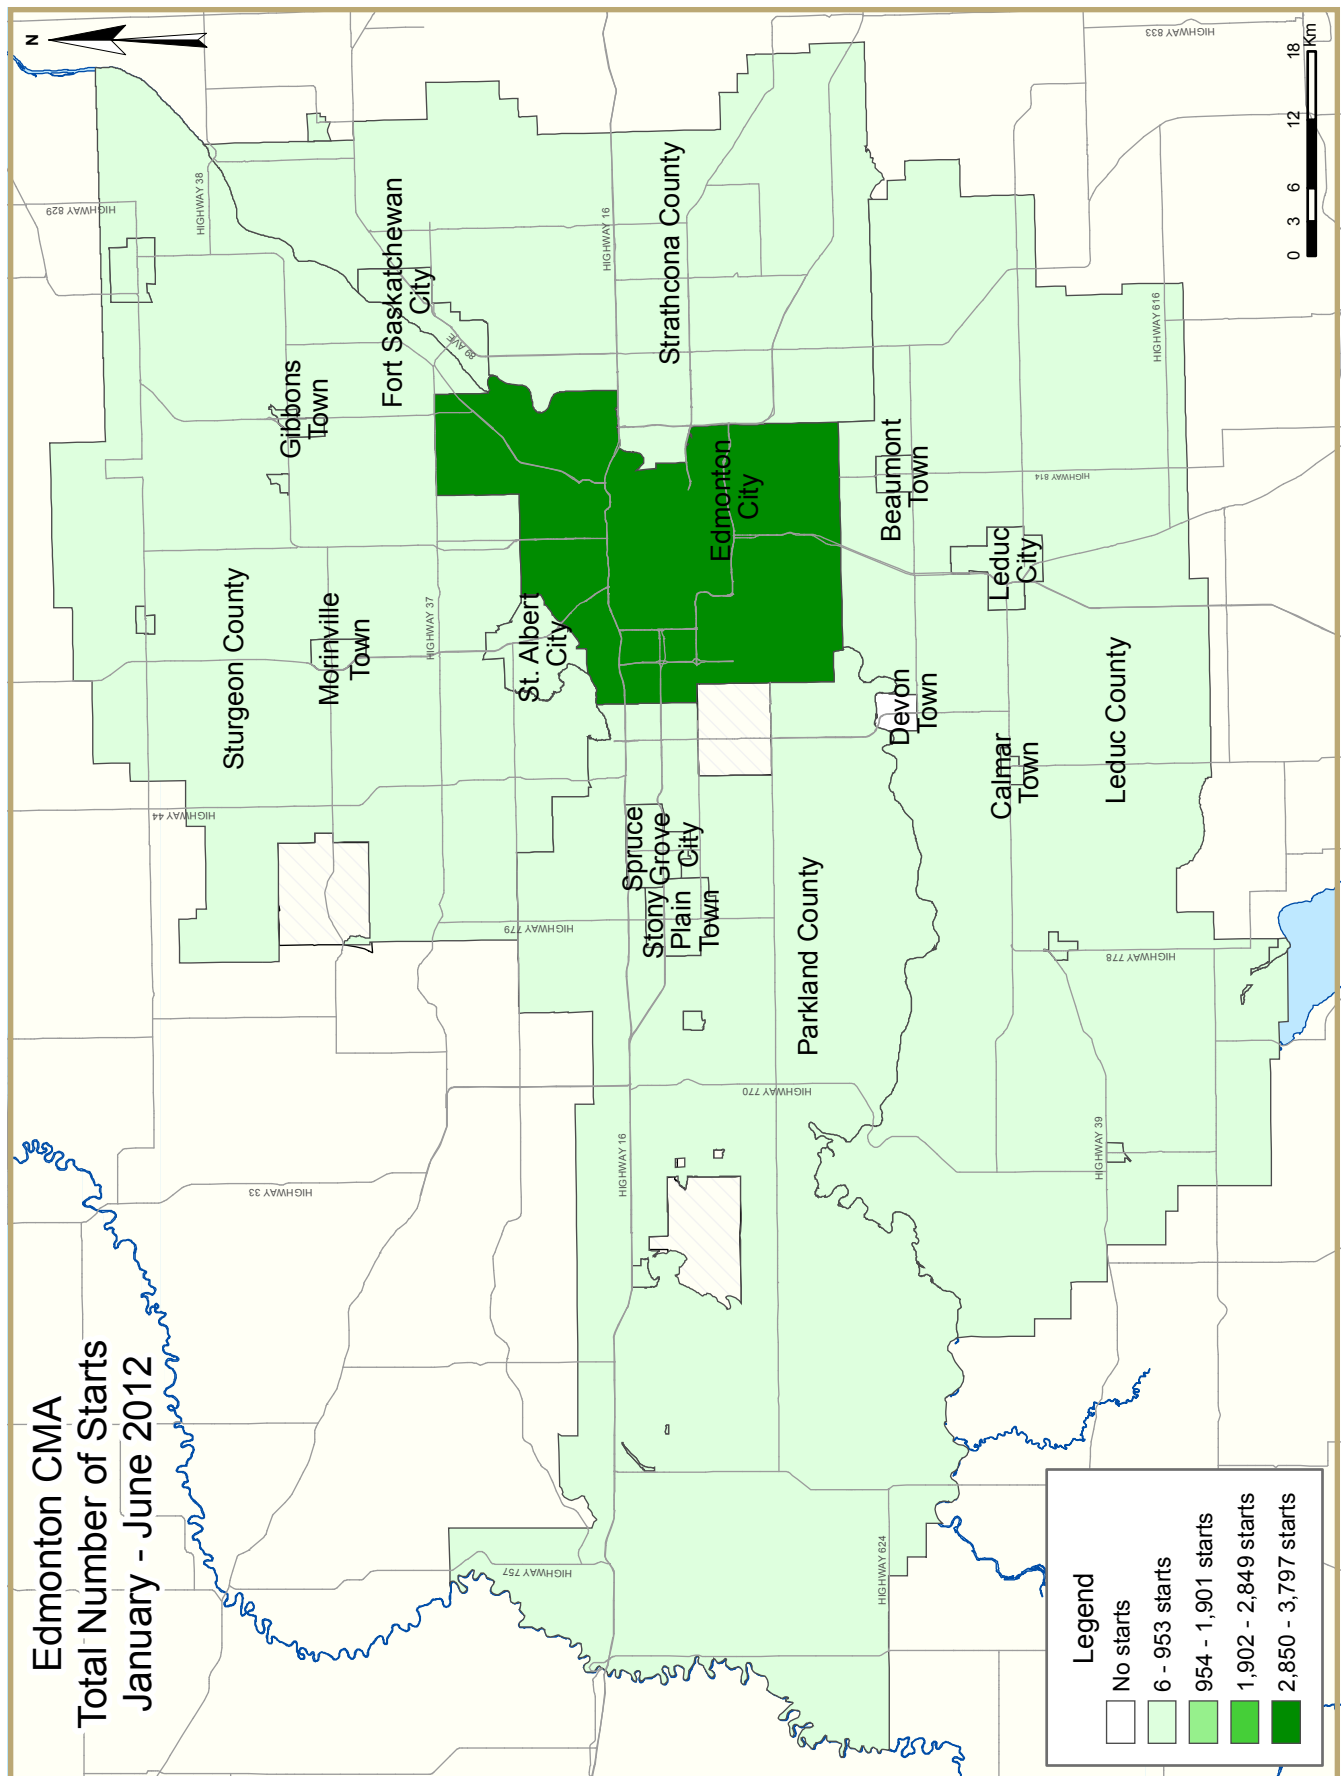 Edmonton CMA
Total Number of Starts
January - June 2012
N
HIGHWAY 829
HIGHWAY 38
HIGHWAY 833
HIGHWAY 16
HIGHWAY 616
HIGHWAY 814
HIGHWAY 37
HIGHWAY 44
HIGHWAY 779
HIGHWAY 778
HIGHWAY 770
HIGHWAY 39
HIGHWAY 33
HIGHWAY 16
HIGHWAY 757
HIGHWAY 624
89 AVE
Fort Saskatchewan
City
Strathcona County
Gibbons
Town
Sturgeon County
Morinville
Town
St. Albert
City
Edmonton
City
Beaumont
Town
Leduc
City
Devon
Town
Calmar
Town
Leduc County
Spruce
Grove
City
Stony
Plain
Town
Parkland County
0 3 6 12 18
Km
Legend
No starts
6 - 953 starts
954 - 1,901 starts
1,902 - 2,849 starts
2,850 - 3,797 starts